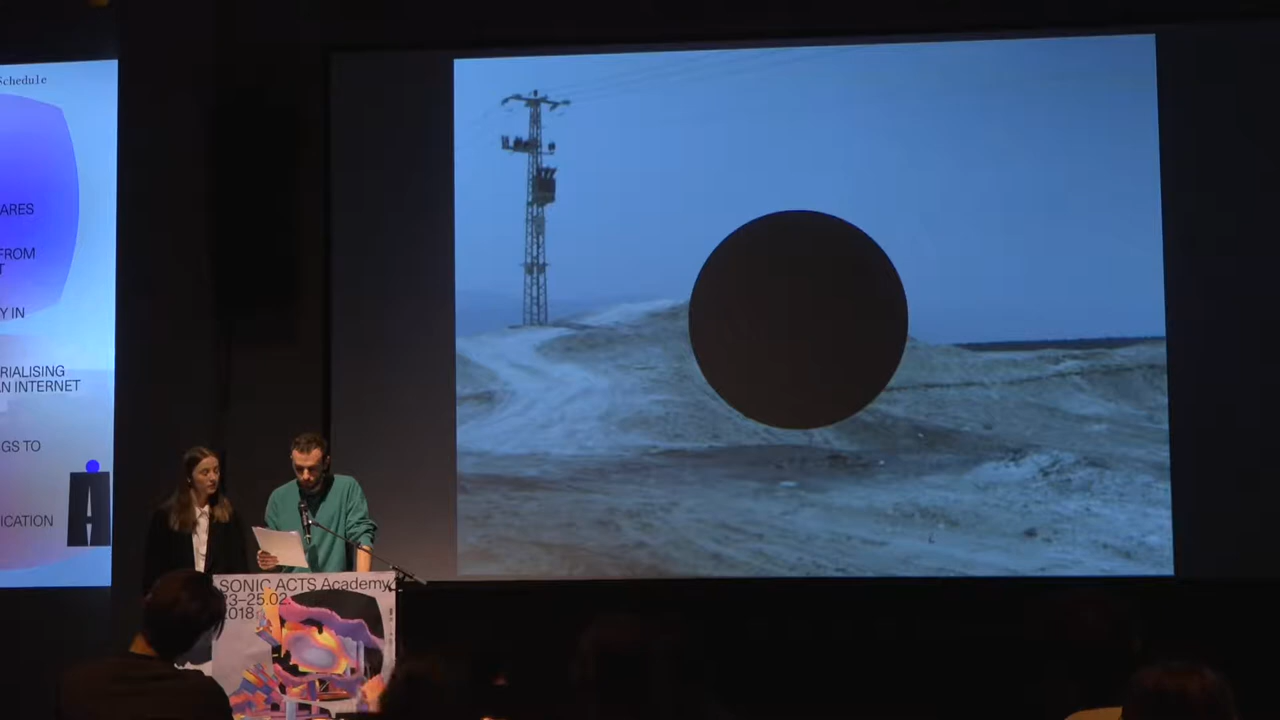 Schedule
ARES
FROM
T
Y IN
RIALISING
AN INTERNET
GS TO
ICATION
SONIC ACTS Academy
23–25.02.
2018